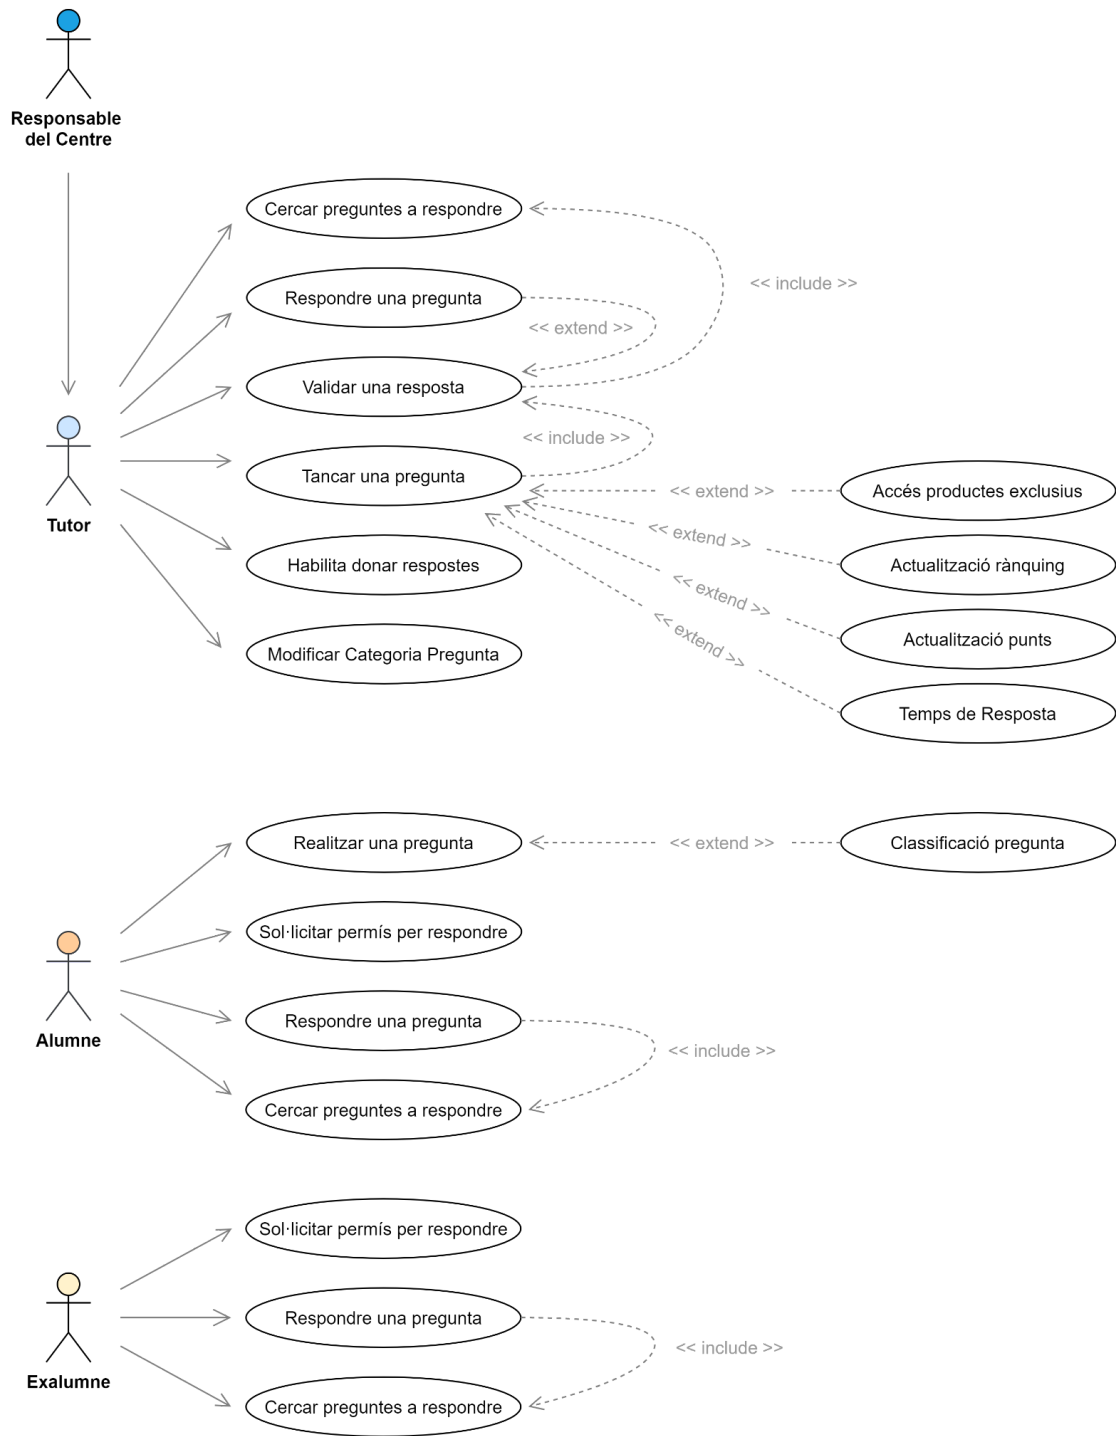 Responsable
del Centre
Cercar preguntes a respondre
<< include >>
Respondre una pregunta
<< extend >>
Validar una resposta
<< include >>
Tancar una pregunta
<< extend >>
Accés productes exclusius
Tutor
<< extend >>
Actualització rànquing
Habilita donar respostes
<< extend >>
Actualització punts
<< extend >>
Modificar Categoria Pregunta
Temps de Resposta
Realitzar una pregunta
<< extend >>
Classificació pregunta
Sol·licitar permís per respondre
Respondre una pregunta
Alumne
<< include >>
Cercar preguntes a respondre
Sol·licitar permís per respondre
Respondre una pregunta
<< include >>
Exalumne
Cercar preguntes a respondre